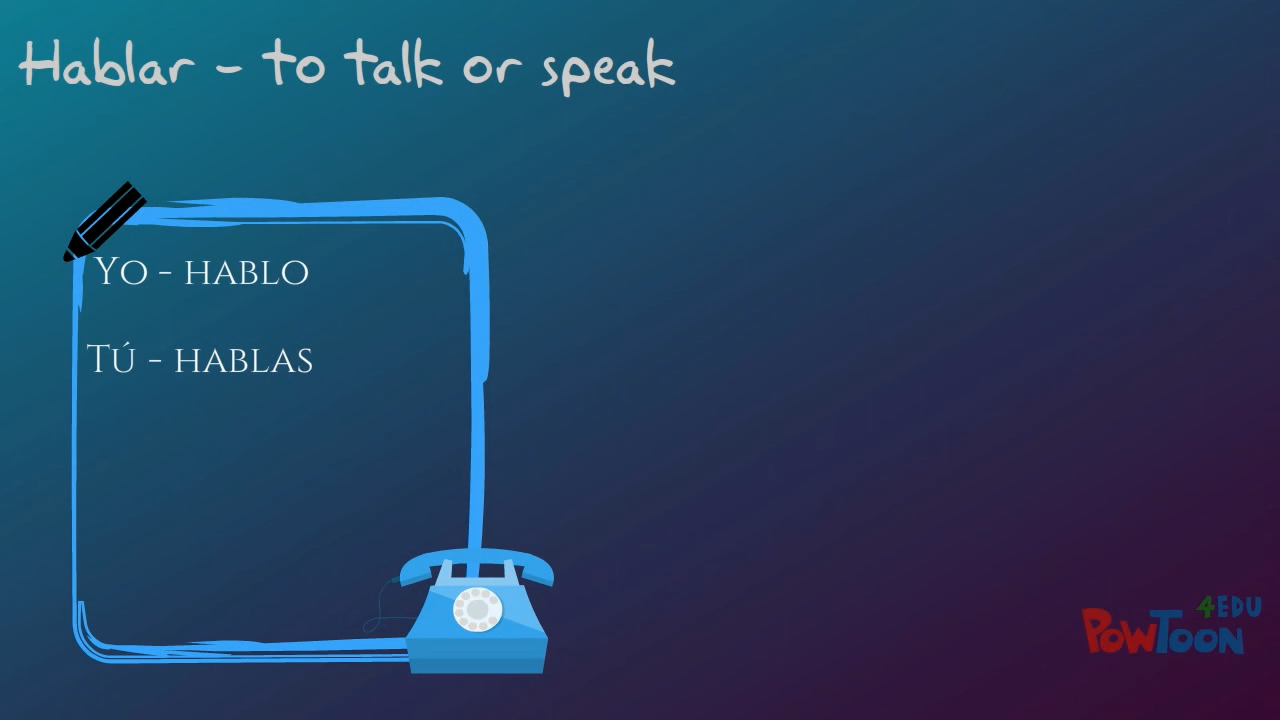 Hablar - to talk or speak
Yo - hablo
Tú - hablas
4EDU
PowToon